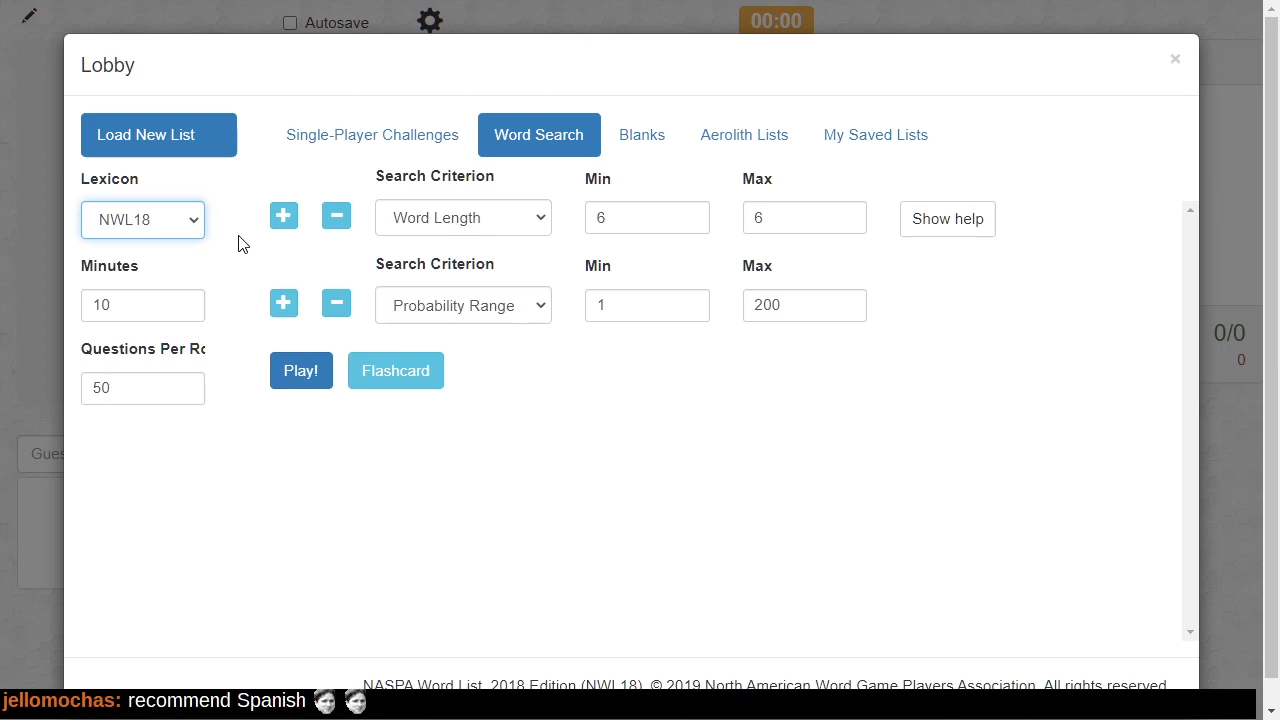 Autosave
00:00
Lobby
×
Load New List
Single-Player Challenges
Word Search
Blanks
Aerolith Lists
My Saved Lists
Lexicon
Search Criterion
Min
Max
NWL18
Word Length
6
6
Show help
Minutes
Search Criterion
Min
Max
10
Probability Range
1
200
0/0
0
Questions Per Ro
Play!
Flashcard
50
Gues
NASPA Word List, 2018 Edition (NWL18), © 2019 North American Word Game Players Association. All rights reserved.
jellomochas: recommend Spanish